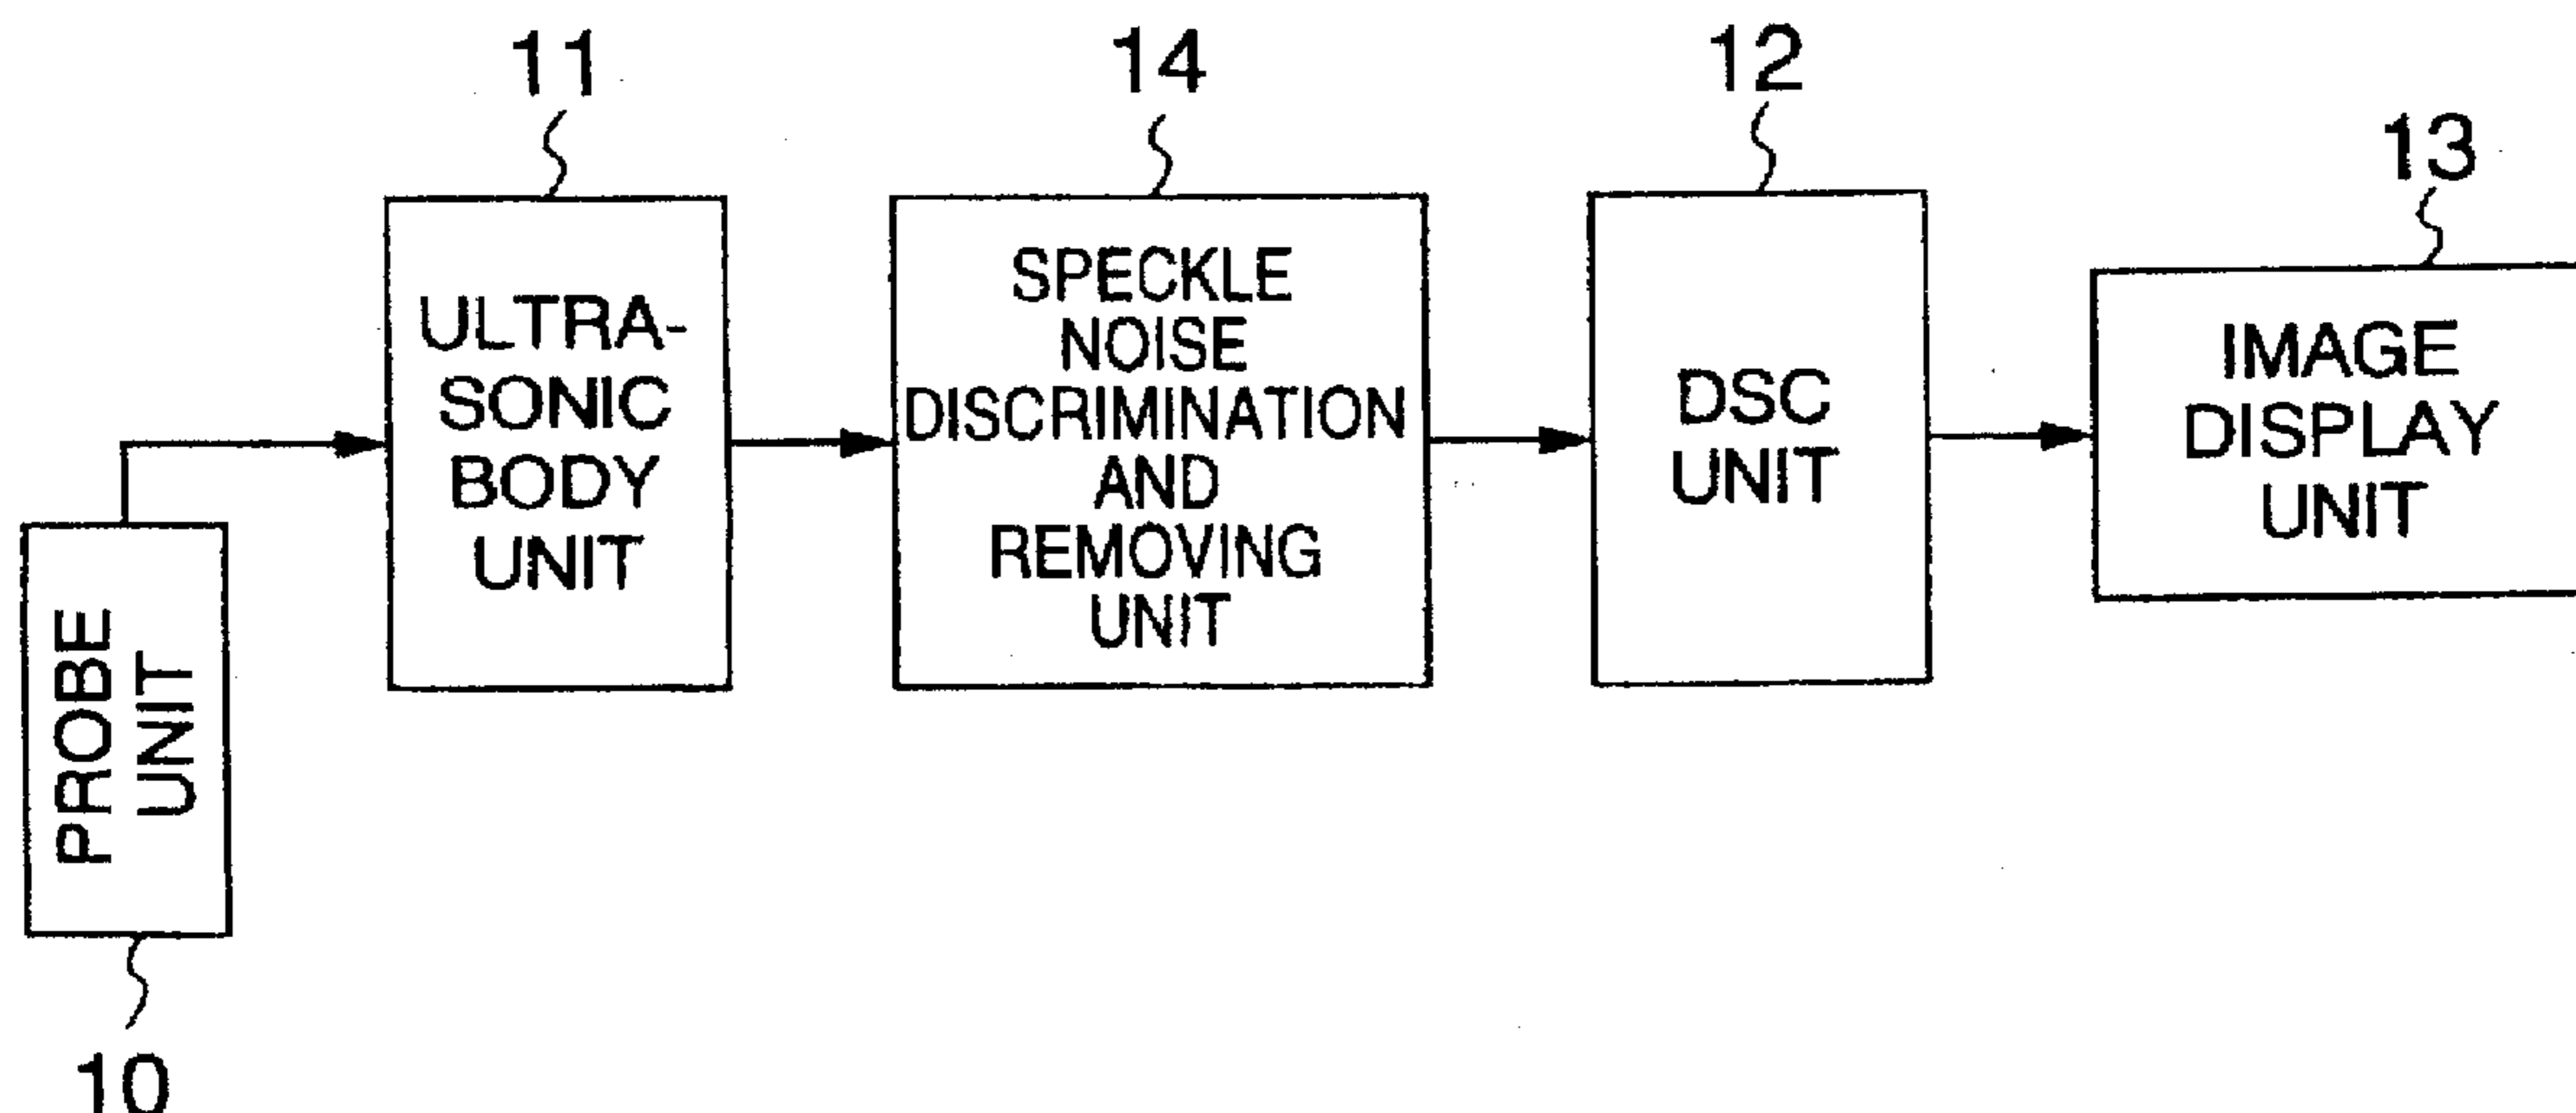 11
14
12
13
ULTRA-
SONIC
BODY
UNIT
SPECKLE
NOISE
DISCRIMINATION
AND
REMOVING
UNIT
DSC
UNIT
IMAGE
DISPLAY
UNIT
PROBE
UNIT
10